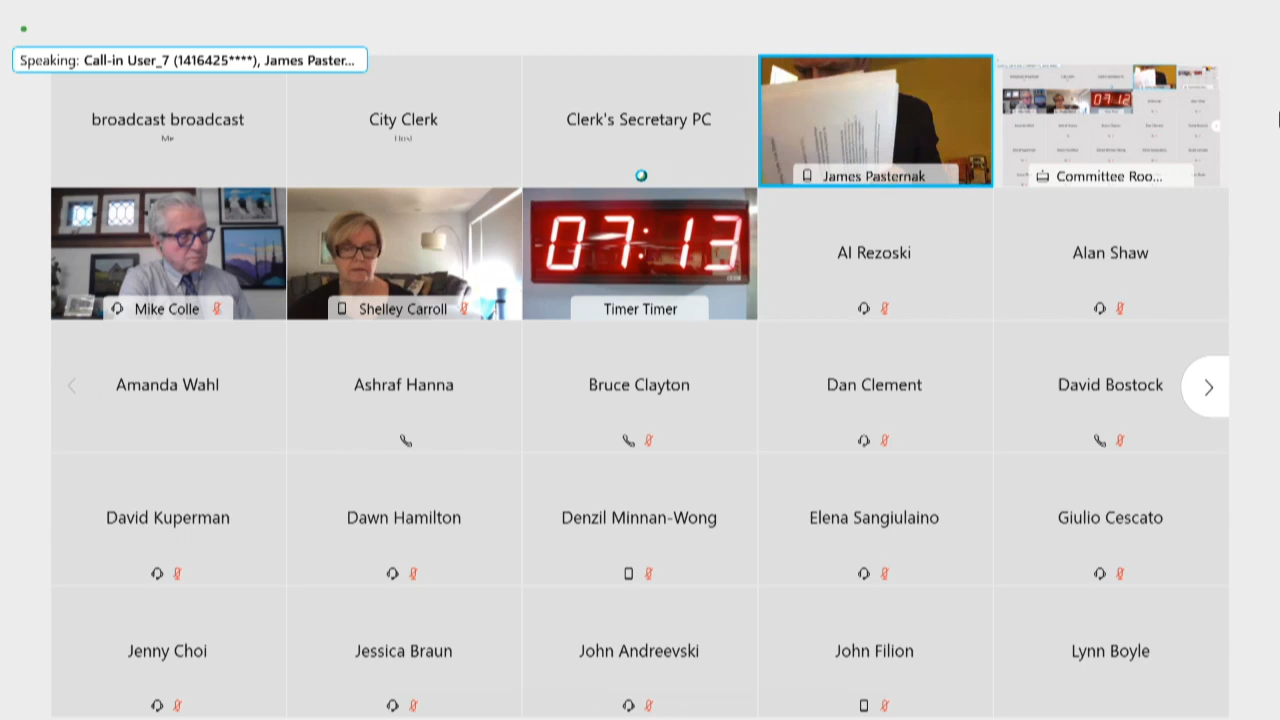 Speaking: Call-in User_7 (1416425****), James Paster...
broadcast broadcast
Me
City Clerk
Host
Clerk's Secretary PC
James Pasternak
Committee Roo...
Mike Colle
Shelley Carroll
07:13
Timer Timer
Al Rezoski
Alan Shaw
Amanda Wahl
Ashraf Hanna
Bruce Clayton
Dan Clement
David Bostock
David Kuperman
Dawn Hamilton
Denzil Minnan-Wong
Elena Sangiulaino
Giulio Cescato
Jenny Choi
Jessica Braun
John Andreevski
John Filion
Lynn Boyle